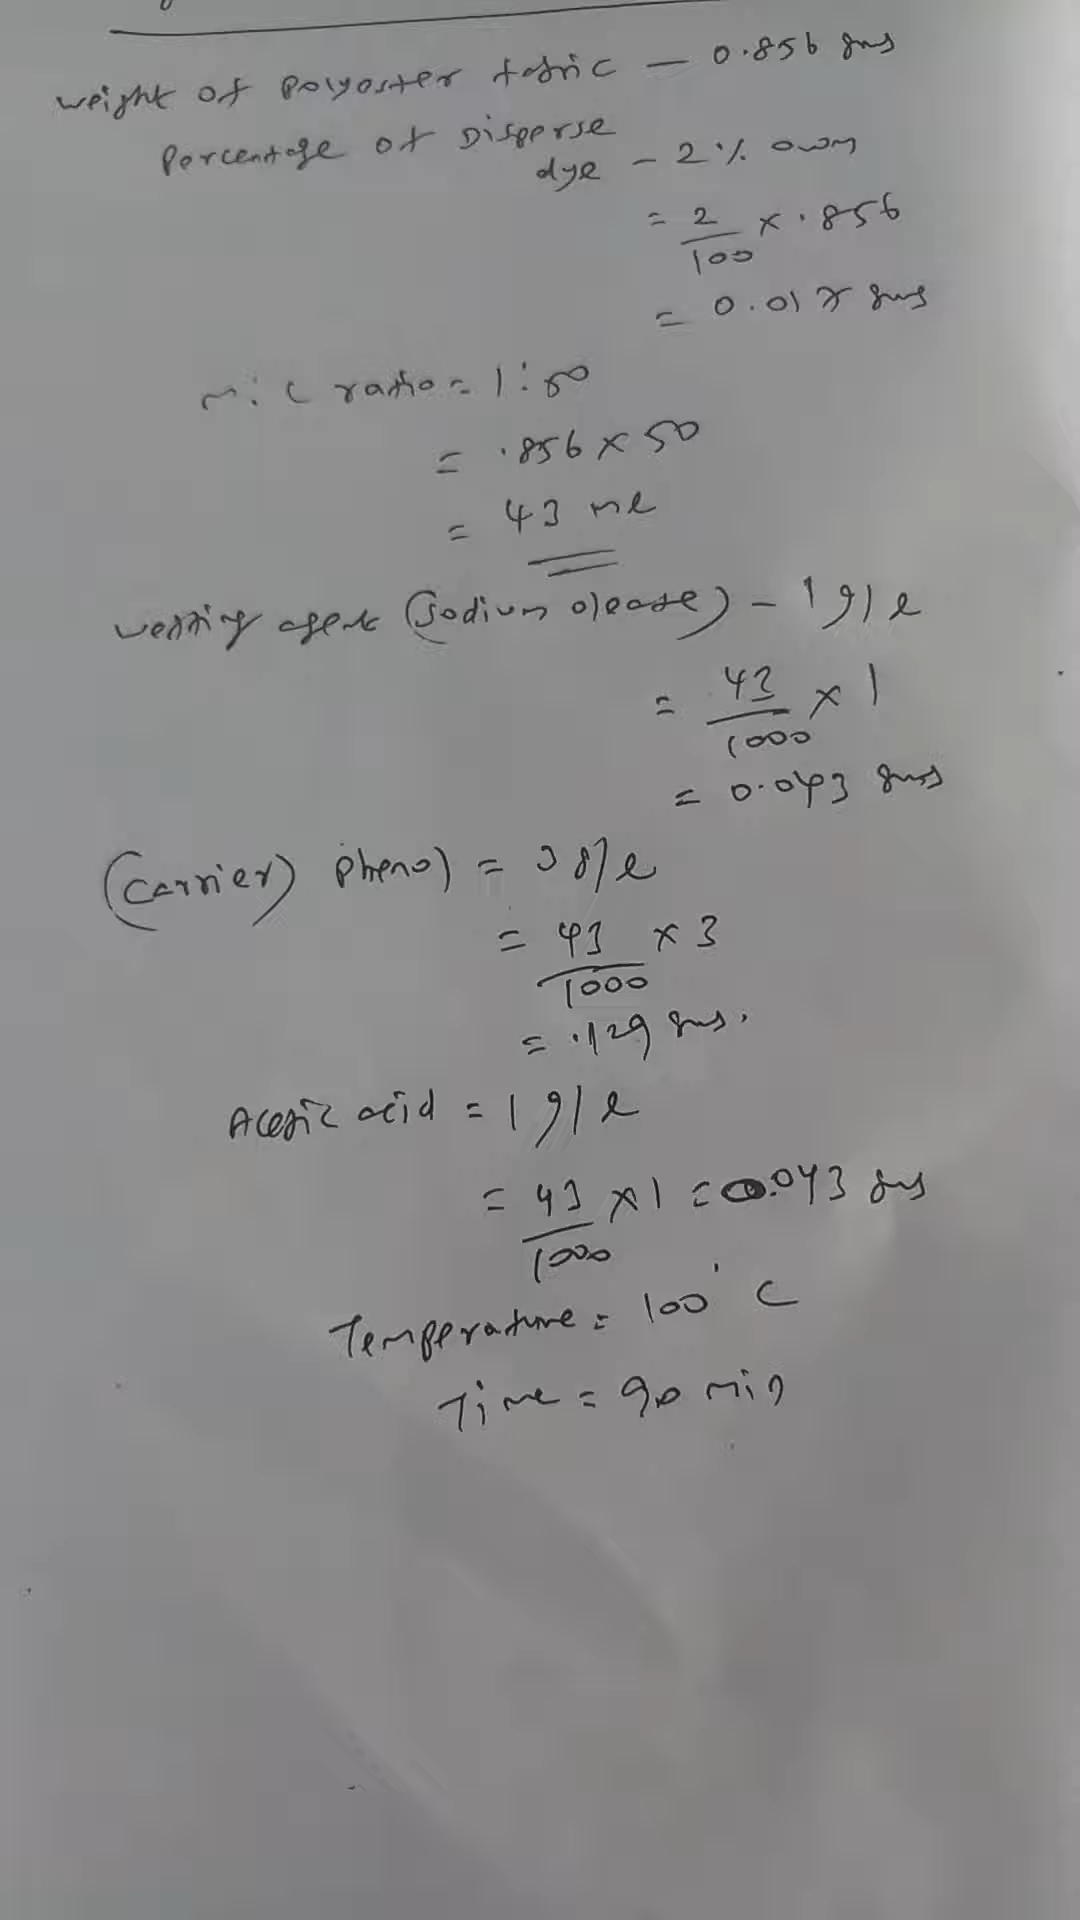 Weight of Polyester fabric — 0.856 gms
Percentage of Disperse
dye - 2% owm
= 2/100 x .856
= 0.017 gms
M:L ratio = 1:50
= .856 x 50
= 43 ml
wetting agent (Sodium oleate) - 1 g/l
= 43/1000 x 1
= 0.043 gms
(Carrier) Phenol = 3 g/l
= 43/1000 x 3
= .129 gms.
Acetic acid = 1 g/l
= 43/1000 x 1 = 0.043 gms
Temperature = 100° C
Time = 90 min